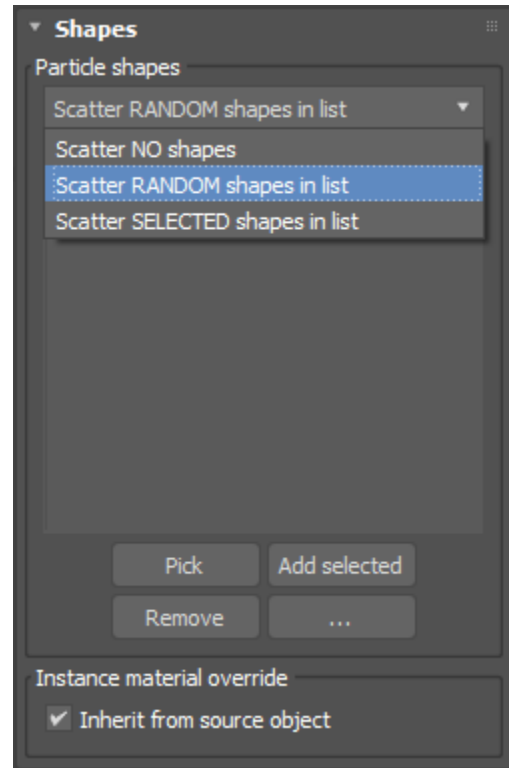 Shapes
Particle shapes
Scatter RANDOM shapes in list
Scatter NO shapes
Scatter RANDOM shapes in list
Scatter SELECTED shapes in list
Pick Add selected
Remove ...
Instance material override
Inherit from source object